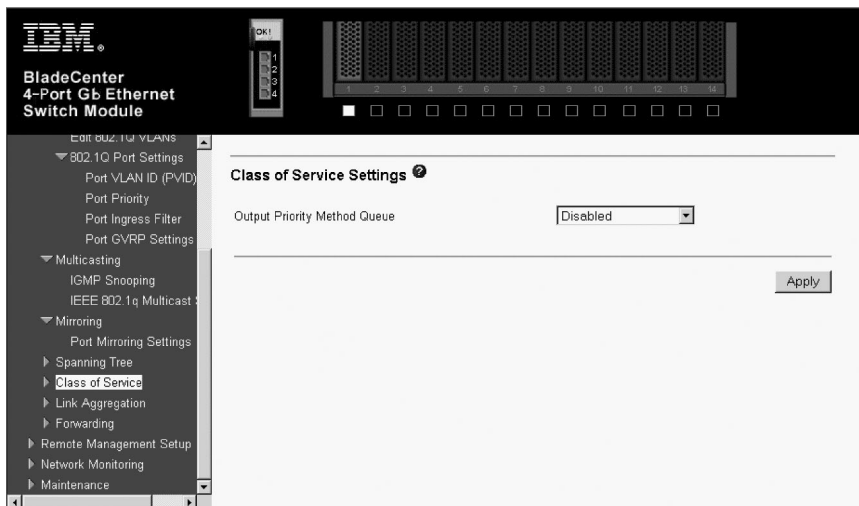 IBM®
BladeCenter
4-Port Gb Ethernet
Switch Module
OK!
1
2
3
4
1 2 3 4 5 6 7 8 9 10 11 12 13 14
Edit 802.1Q VLANs
802.1Q Port Settings
Port VLAN ID (PVID)
Port Priority
Port Ingress Filter
Port GVRP Settings
Multicasting
IGMP Snooping
IEEE 802.1q Multicast
Mirroring
Port Mirroring Settings
Spanning Tree
Class of Service
Link Aggregation
Forwarding
Remote Management Setup
Network Monitoring
Maintenance
Class of Service Settings ?
Output Priority Method Queue
Disabled
Apply